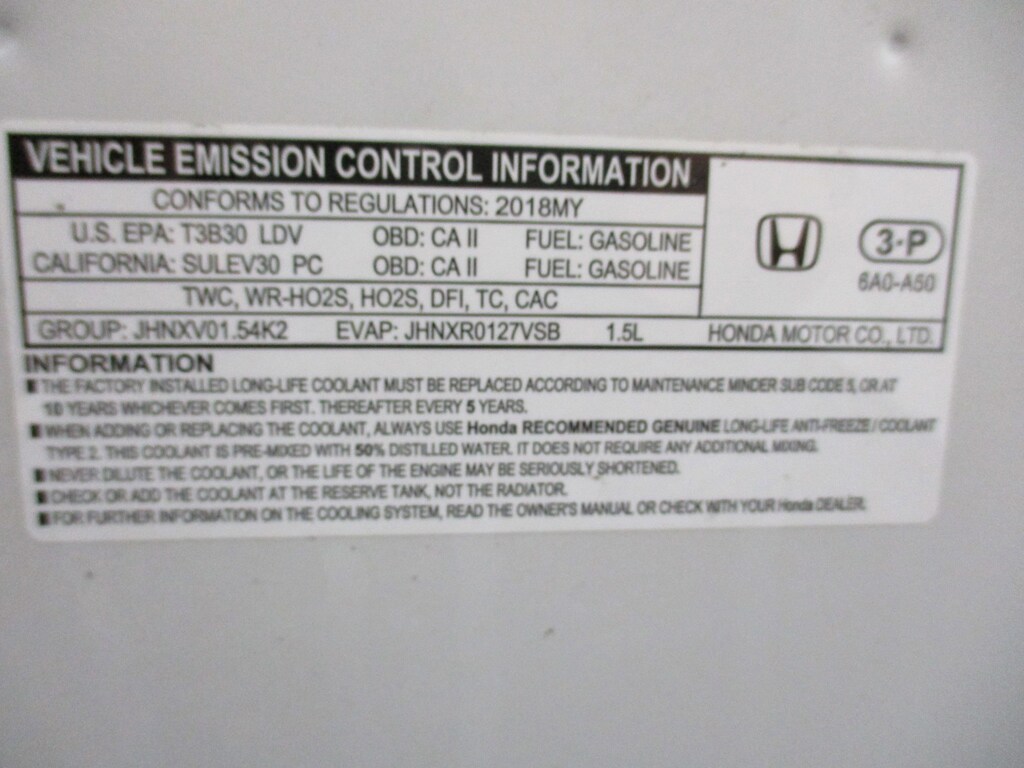 VEHICLE EMISSION CONTROL INFORMATION
CONFORMS TO REGULATIONS: 2018MY
U.S. EPA: T3B30 LDV OBD: CA II FUEL: GASOLINE
CALIFORNIA: SULEV30 PC OBD: CA II FUEL: GASOLINE
TWC, WR-HO2S, HO2S, DFI, TC, CAC
3-P
6A0-A50
GROUP: JHNXV01.54K2 EVAP: JHNXR0127VSB 1.5L HONDA MOTOR CO., LTD.
INFORMATION
■ THE FACTORY INSTALLED LONG-LIFE COOLANT MUST BE REPLACED ACCORDING TO MAINTENANCE MINDER SUB CODE 5, OR AT
10 YEARS WHICHEVER COMES FIRST. THEREAFTER EVERY 5 YEARS.
■ WHEN ADDING OR REPLACING THE COOLANT, ALWAYS USE Honda RECOMMENDED GENUINE LONG-LIFE ANTI-FREEZE / COOLANT
TYPE 2. THIS COOLANT IS PRE-MIXED WITH 50% DISTILLED WATER. IT DOES NOT REQUIRE ANY ADDITIONAL MIXING.
■ NEVER DILUTE THE COOLANT, OR THE LIFE OF THE ENGINE MAY BE SERIOUSLY SHORTENED.
■ CHECK OR ADD THE COOLANT AT THE RESERVE TANK, NOT THE RADIATOR.
■ FOR FURTHER INFORMATION ON THE COOLING SYSTEM, READ THE OWNER'S MANUAL OR CHECK WITH YOUR Honda DEALER.